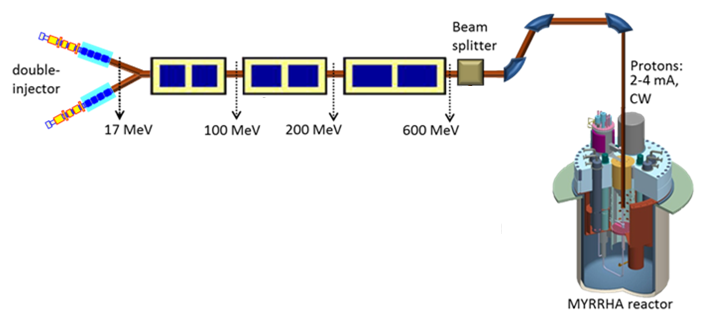 Beam
splitter
double-
injector
Protons:
2-4 mA,
CW
17 MeV
100 MeV
200 MeV
600 MeV
MYRRHA reactor